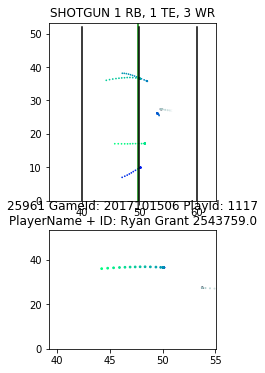 SHOTGUN 1 RB, 1 TE, 3 WR
50
40
30
20
10
0
40 50 60
25961 GameId: 2017101506 PlayId: 1117
PlayerName + ID: Ryan Grant 2543759.0
40
20
0
40 45 50 55